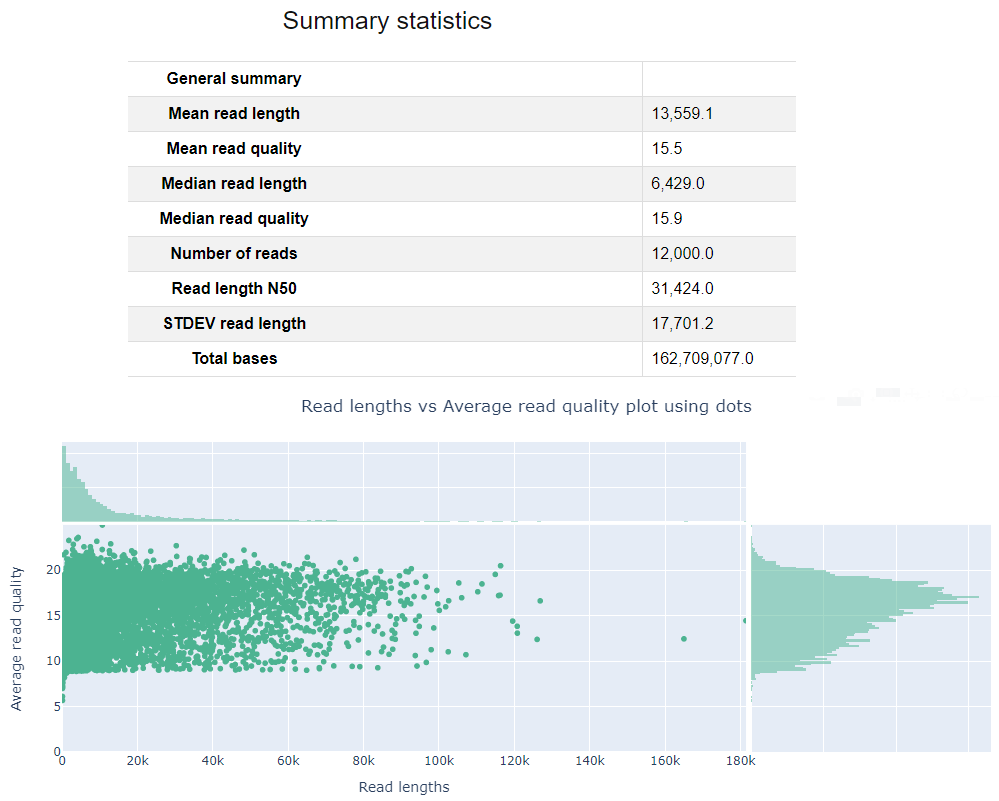 Summary statistics
General summary
Mean read length 13,559.1
Mean read quality 15.5
Median read length 6,429.0
Median read quality 15.9
Number of reads 12,000.0
Read length N50 31,424.0
STDEV read length 17,701.2
Total bases 162,709,077.0
Read lengths vs Average read quality plot using dots
Average read quality
20
15
10
5
0
0 20k 40k 60k 80k 100k 120k 140k 160k 180k
Read lengths